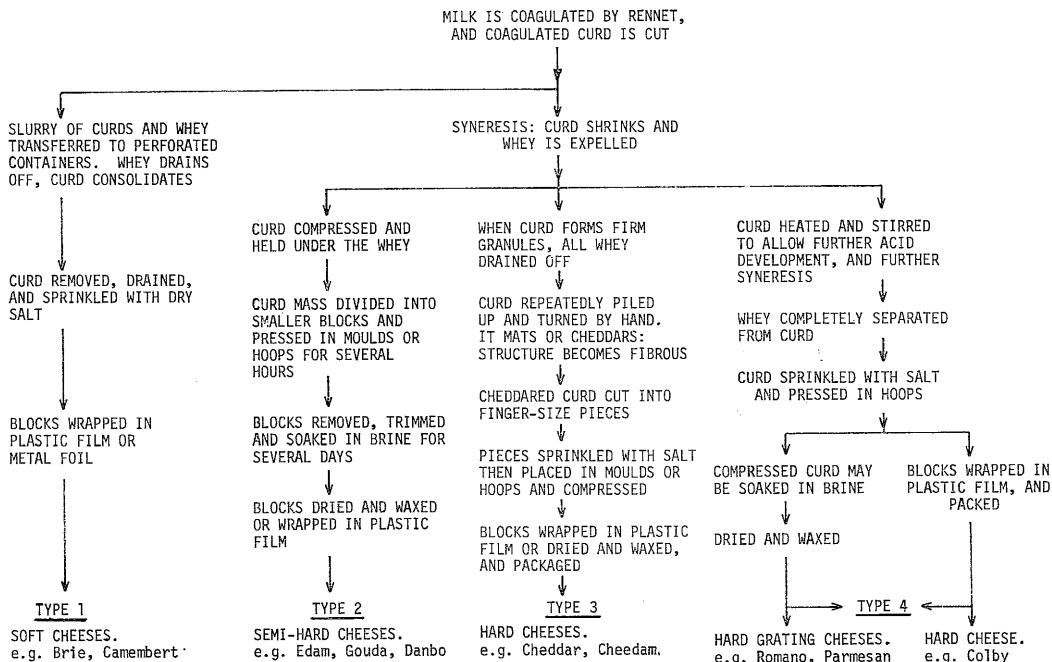 MILK IS COAGULATED BY RENNET,
AND COAGULATED CURD IS CUT
SLURRY OF CURDS AND WHEY
TRANSFERRED TO PERFORATED
CONTAINERS. WHEY DRAINS
OFF, CURD CONSOLIDATES
CURD REMOVED, DRAINED,
AND SPRINKLED WITH DRY
SALT
BLOCKS WRAPPED IN
PLASTIC FILM OR
METAL FOIL
TYPE 1
SOFT CHEESES.
e.g. Brie, Camembert
SYNERESIS: CURD SHRINKS AND
WHEY IS EXPELLED
CURD COMPRESSED AND
HELD UNDER THE WHEY
CURD MASS DIVIDED INTO
SMALLER BLOCKS AND
PRESSED IN MOULDS OR
HOOPS FOR SEVERAL
HOURS
BLOCKS REMOVED, TRIMMED
AND SOAKED IN BRINE FOR
SEVERAL DAYS
BLOCKS DRIED AND WAXED
OR WRAPPED IN PLASTIC
FILM
TYPE 2
SEMI-HARD CHEESES.
e.g. Edam, Gouda, Danbo
WHEN CURD FORMS FIRM
GRANULES, ALL WHEY
DRAINED OFF
CURD REPEATEDLY PILED
UP AND TURNED BY HAND.
IT MATS OR CHEDDARS:
STRUCTURE BECOMES FIBROUS
CHEDDARED CURD CUT INTO
FINGER-SIZE PIECES
PIECES SPRINKLED WITH SALT
THEN PLACED IN MOULDS OR
HOOPS AND COMPRESSED
BLOCKS WRAPPED IN PLASTIC
FILM OR DRIED AND WAXED,
AND PACKAGED
TYPE 3
HARD CHEESES.
e.g. Cheddar, Cheedam.
CURD HEATED AND STIRRED
TO ALLOW FURTHER ACID
DEVELOPMENT, AND FURTHER
SYNERESIS
WHEY COMPLETELY SEPARATED
FROM CURD
CURD SPRINKLED WITH SALT
AND PRESSED IN HOOPS
COMPRESSED CURD MAY
BE SOAKED IN BRINE
DRIED AND WAXED
BLOCKS WRAPPED IN
PLASTIC FILM, AND
PACKED
TYPE 4
HARD GRATING CHEESES.
e.g. Romano, Parmesan
HARD CHEESE.
e.g. Colby